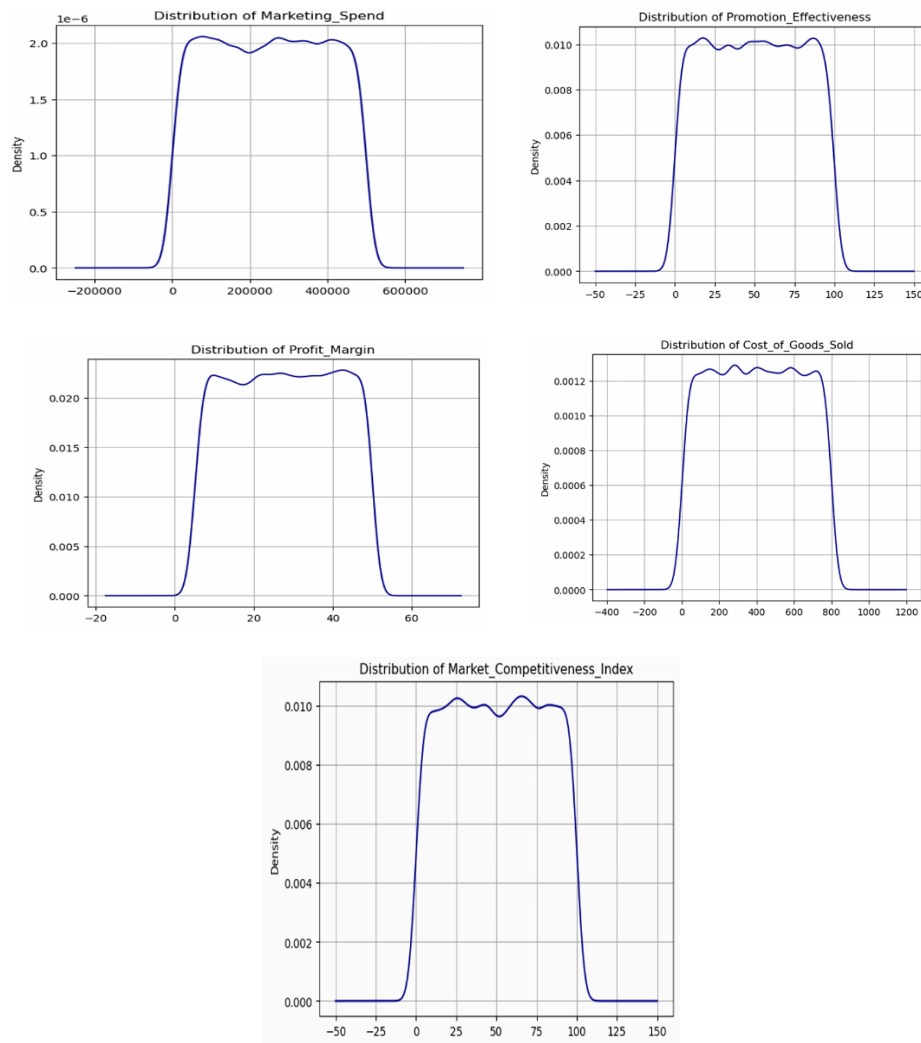 Distribution of Marketing_Spend
1e−6
2.0
1.5
1.0
0.5
0.0
Density
−200000 0 200000 400000 600000
Distribution of Promotion_Effectiveness
0.010
0.008
0.006
0.004
0.002
0.000
Density
−50 −25 0 25 50 75 100 125 150
Distribution of Profit_Margin
0.020
0.015
0.010
0.005
0.000
Density
−20 0 20 40 60
Distribution of Cost_of_Goods_Sold
0.0012
0.0010
0.0008
0.0006
0.0004
0.0002
0.0000
Density
−400 −200 0 200 400 600 800 1000 1200
Distribution of Market_Competitiveness_Index
0.010
0.008
0.006
0.004
0.002
0.000
Density
−50 −25 0 25 50 75 100 125 150